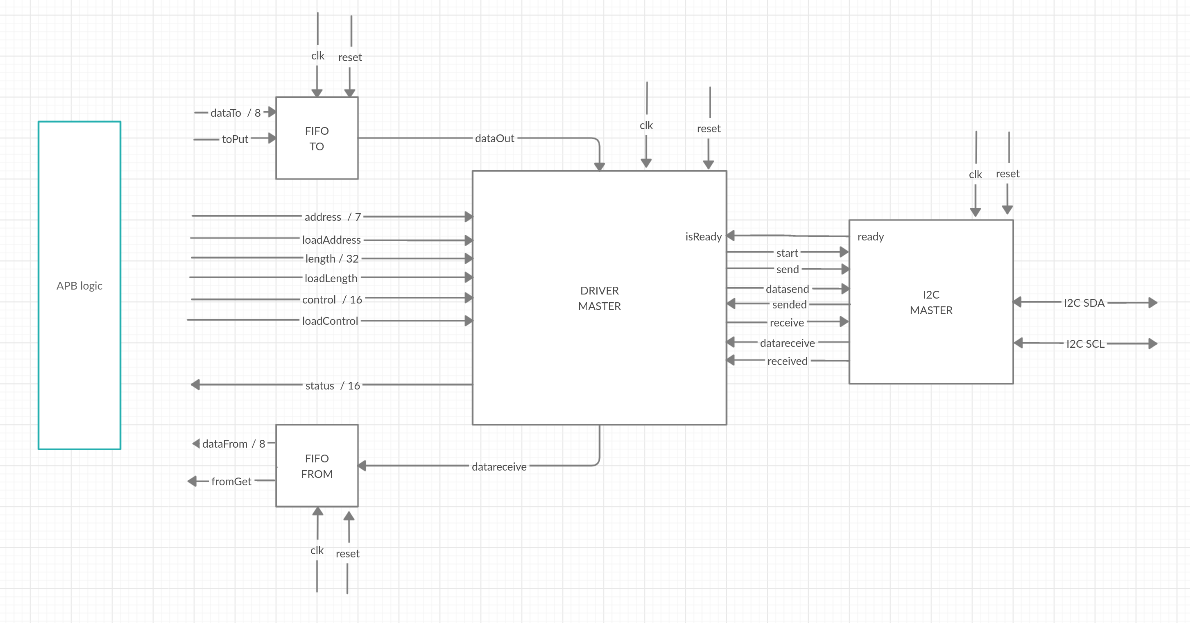 clk
reset
dataTo / 8
toPut
FIFO
TO
dataOut
clk
reset
clk
reset
APB logic
address / 7
loadAddress
length / 32
loadLength
control / 16
loadControl
status / 16
DRIVER
MASTER
isReady
ready
start
send
datasend
sended
receive
datareceive
received
I2C
MASTER
I2C SDA
I2C SCL
dataFrom / 8
fromGet
FIFO
FROM
datareceive
clk
reset